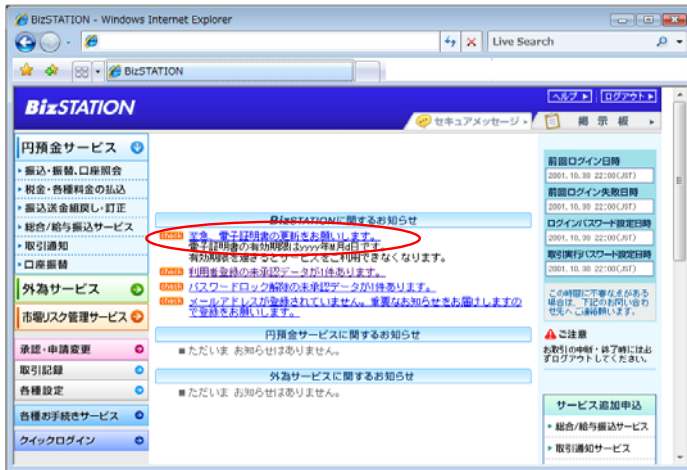 BizSTATION - Windows Internet Explorer
Live Search
BizSTATION
BizSTATION
ヘルプ
ログアウト
セキュアメッセージ
掲示板
円預金サービス
振込・振替、口座照会
税金・各種料金の払込
振込送金組戻し・訂正
総合/給与振込サービス
取引通知
口座振替
外為サービス
市場リスク管理サービス
承認・申請変更
取引記録
各種設定
各種お手続きサービス
クイックログイン
BizSTATIONに関するお知らせ
check 至急、電子証明書の更新をお願いします。
電子証明書の有効期限はyyyy年M月d日です。
有効期限を過ぎるとサービスをご利用できなくなります。
check 利用者登録の未承認データが1件あります。
check パスワードロック解除の未承認データが1件あります。
check メールアドレスが登録されていません。重要なお知らせをお届けしますの
で登録をお願いします。
円預金サービスに関するお知らせ
■ただいま お知らせはありません。
外為サービスに関するお知らせ
■ただいま お知らせはありません。
前回ログイン日時
2001.10.30 22:00(JST)
前回ログイン失敗日時
2001.10.30 22:00(JST)
ログインパスワード設定日時
2001.10.30 22:00(JST)
取引実行パスワード設定日時
2001.10.30 22:00(JST)
この時間に不審な点がある
場合は、下記のお問い合わ
せ先へご連絡願います。
ご注意
お取引の中断・終了時には必
ずログアウトしてください。
サービス追加申込
総合/給与振込サービス
取引通知サービス